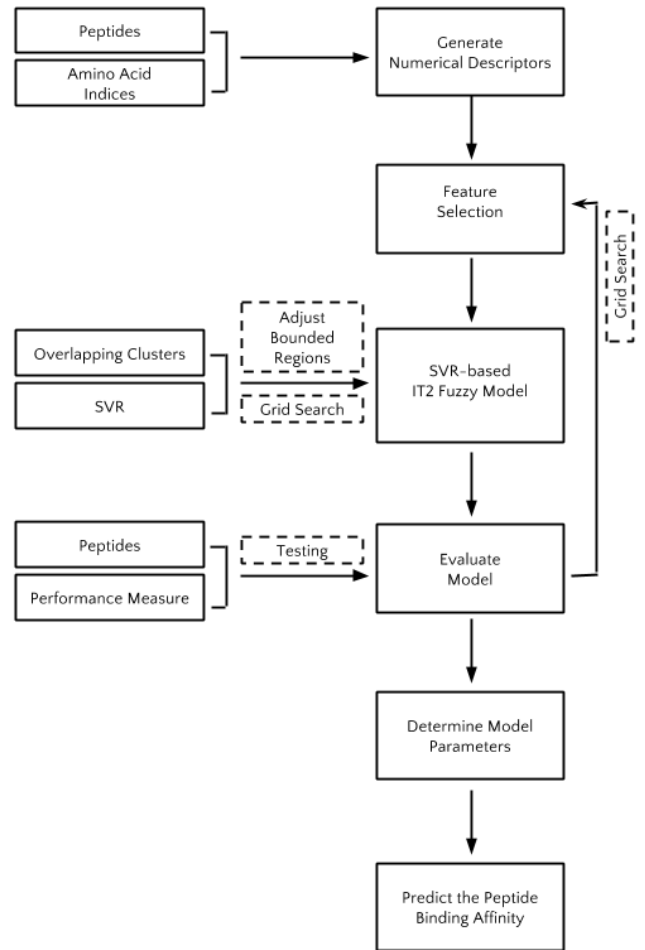 Peptides
Amino Acid
Indices
Generate
Numerical Descriptors
Feature
Selection
Grid Search
Overlapping Clusters
SVR
Adjust
Bounded
Regions
Grid Search
SVR-based
IT2 Fuzzy Model
Peptides
Performance Measure
Testing
Evaluate
Model
Determine Model
Parameters
Predict the Peptide
Binding Affinity